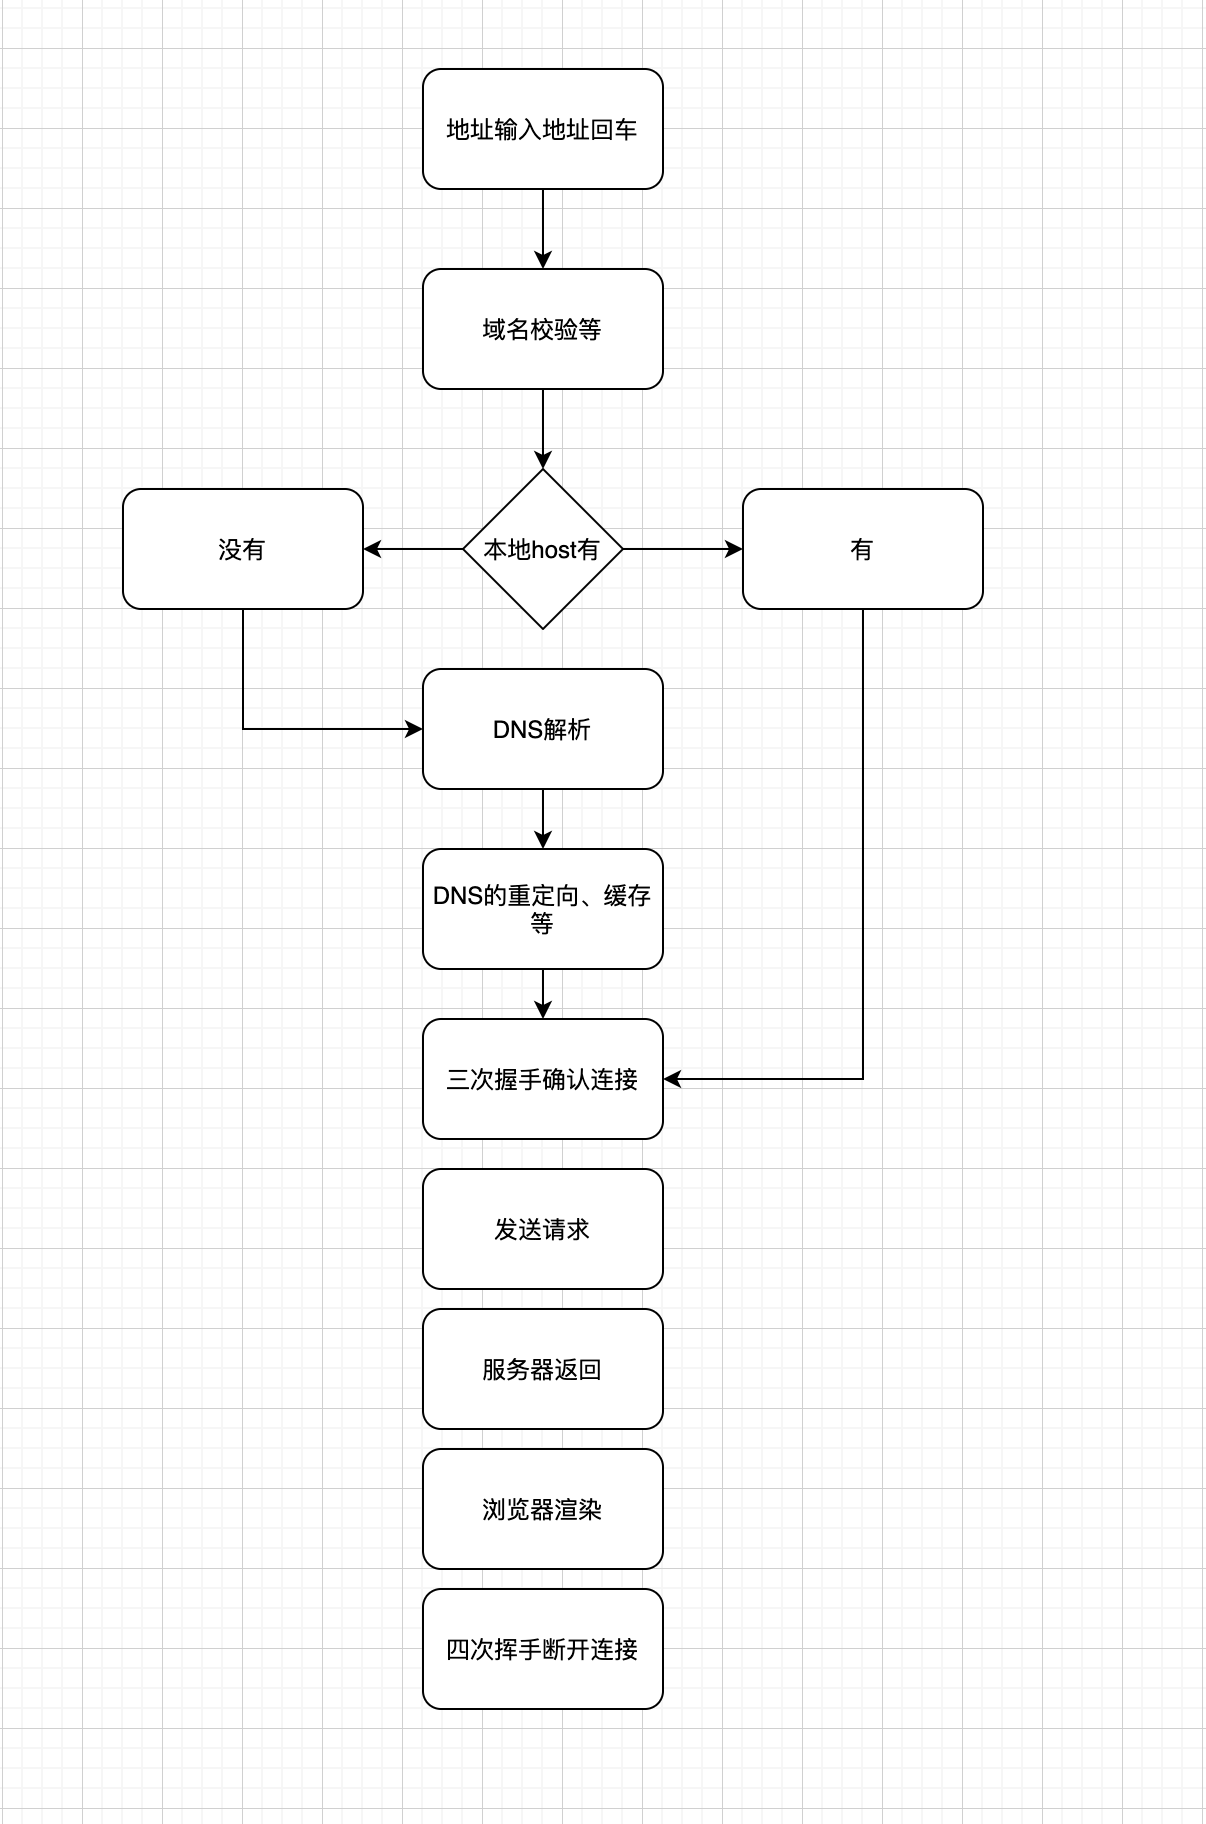 地址输入地址回车
域名校验等
没有
本地host有
有
DNS解析
DNS的重定向、缓存
等
三次握手确认连接
发送请求
服务器返回
浏览器渲染
四次挥手断开连接